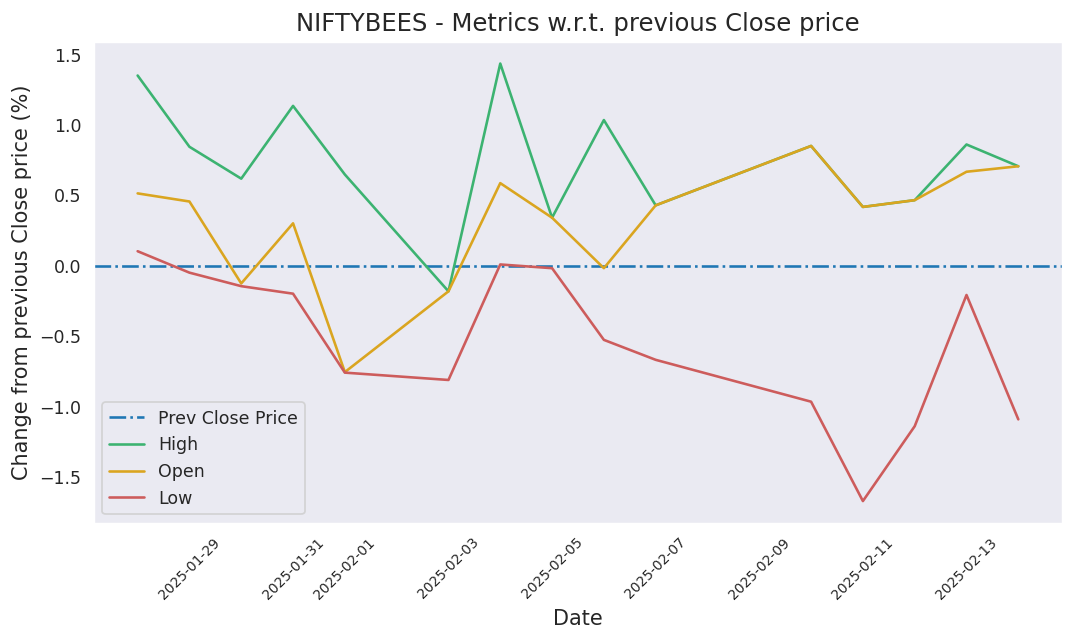 NIFTYBEES - Metrics w.r.t. previous Close price
Change from previous Close price (%)
1.5
1.0
0.5
0.0
−0.5
−1.0
−1.5
Prev Close Price
High
Open
Low
2025-01-29
2025-01-31
2025-02-01
2025-02-03
2025-02-05
2025-02-07
2025-02-09
2025-02-11
2025-02-13
Date